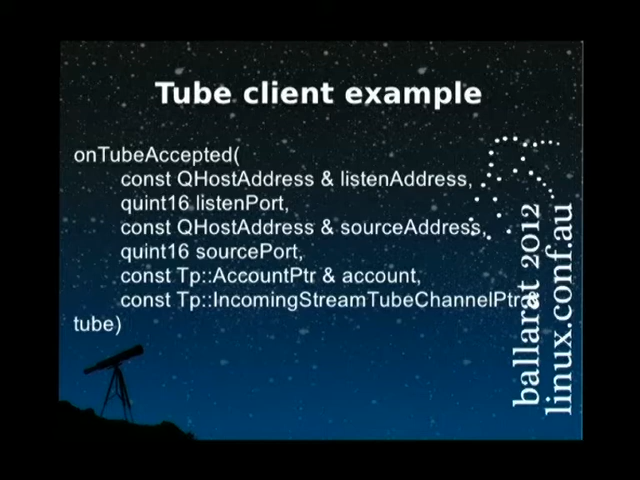 Tube client example
onTubeAccepted(
const QHostAddress & listenAddress,
quint16 listenPort,
const QHostAddress & sourceAddress,
quint16 sourcePort,
const Tp::AccountPtr & account,
const Tp::IncomingStreamTubeChannelPtr &
tube)
ballarat 2012
linux.conf.au